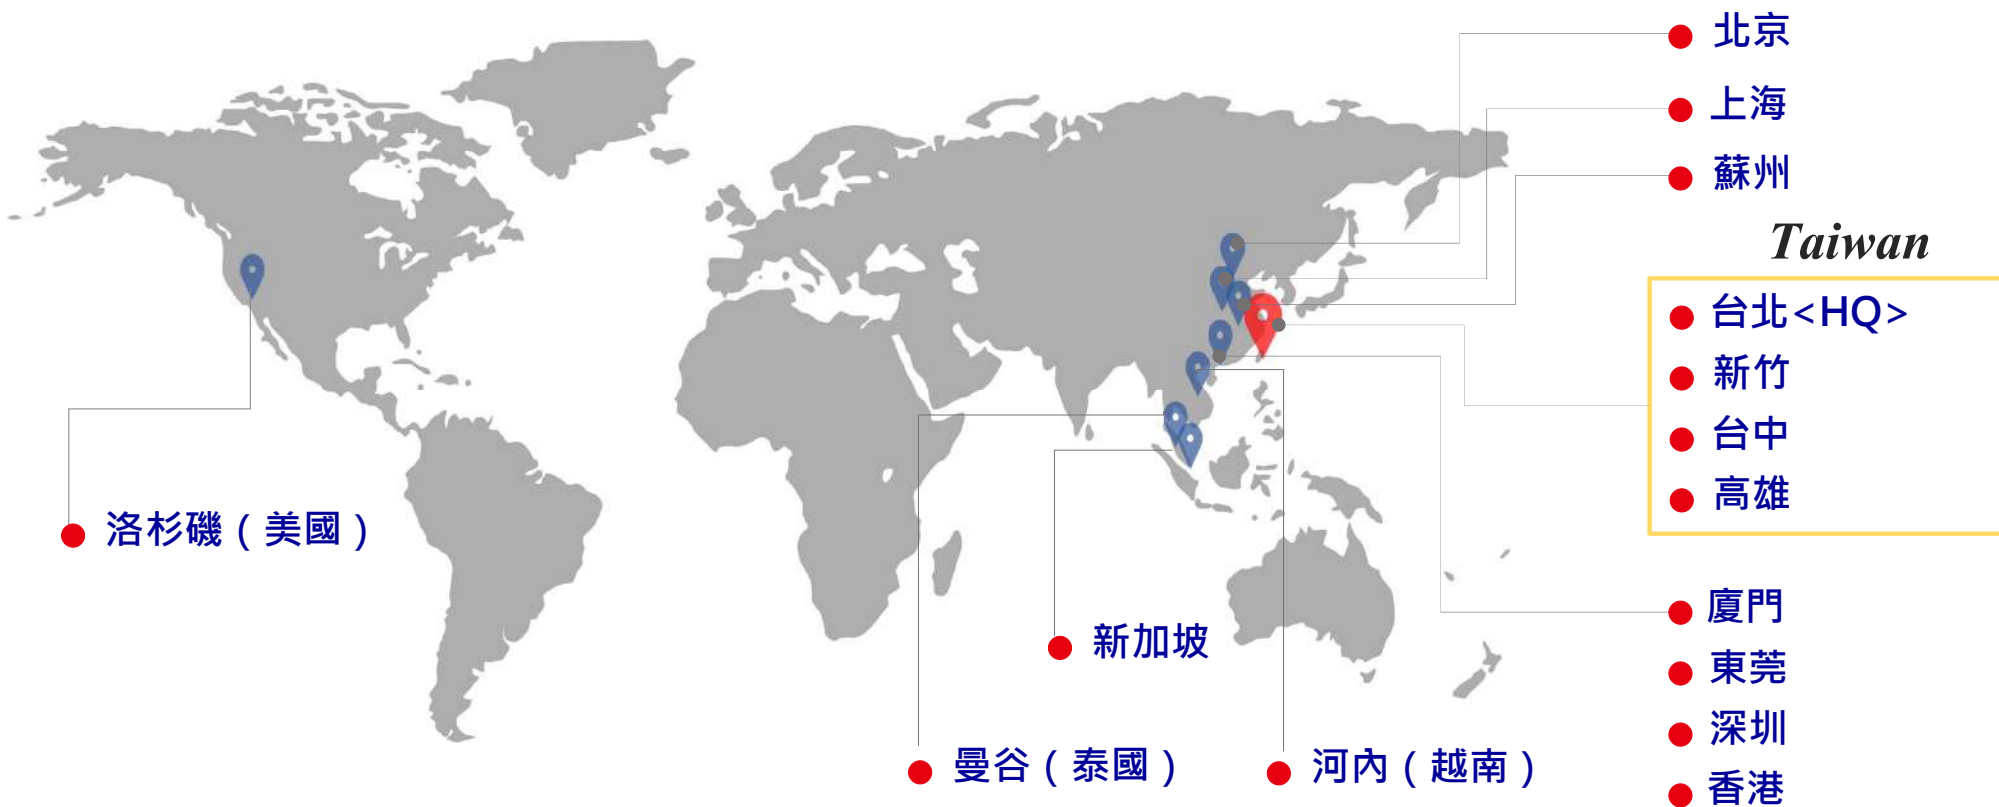 北京
上海
蘇州
Taiwan
台北<HQ>
新竹
台中
高雄
洛杉磯（美國）
廈門
新加坡
東莞
深圳
曼谷（泰國）
河內（越南）
香港